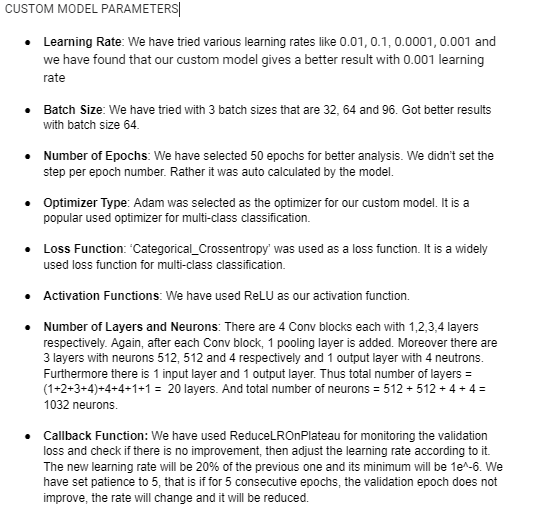 CUSTOM MODEL PARAMETERS
• Learning Rate: We have tried various learning rates like 0.01, 0.1, 0.0001, 0.001 and
we have found that our custom model gives a better result with 0.001 learning
rate
• Batch Size: We have tried with 3 batch sizes that are 32, 64 and 96. Got better results
with batch size 64.
• Number of Epochs: We have selected 50 epochs for better analysis. We didn't set the
step per epoch number. Rather it was auto calculated by the model.
• Optimizer Type: Adam was selected as the optimizer for our custom model. It is a
popular used optimizer for multi-class classification.
• Loss Function: 'Categorical_Crossentropy' was used as a loss function. It is a widely
used loss function for multi-class classification.
• Activation Functions: We have used ReLU as our activation function.
• Number of Layers and Neurons: There are 4 Conv blocks each with 1,2,3,4 layers
respectively. Again, after each Conv block, 1 pooling layer is added. Moreover there are
3 layers with neurons 512, 512 and 4 respectively and 1 output layer with 4 neutrons.
Furthermore there is 1 input layer and 1 output layer. Thus total number of layers =
(1+2+3+4)+4+4+1+1 = 20 layers. And total number of neurons = 512 + 512 + 4 + 4 =
1032 neurons.
• Callback Function: We have used ReduceLROnPlateau for monitoring the validation
loss and check if there is no improvement, then adjust the learning rate according to it.
The new learning rate will be 20% of the previous one and its minimum will be 1e^-6. We
have set patience to 5, that is if for 5 consecutive epochs, the validation epoch does not
improve, the rate will change and it will be reduced.